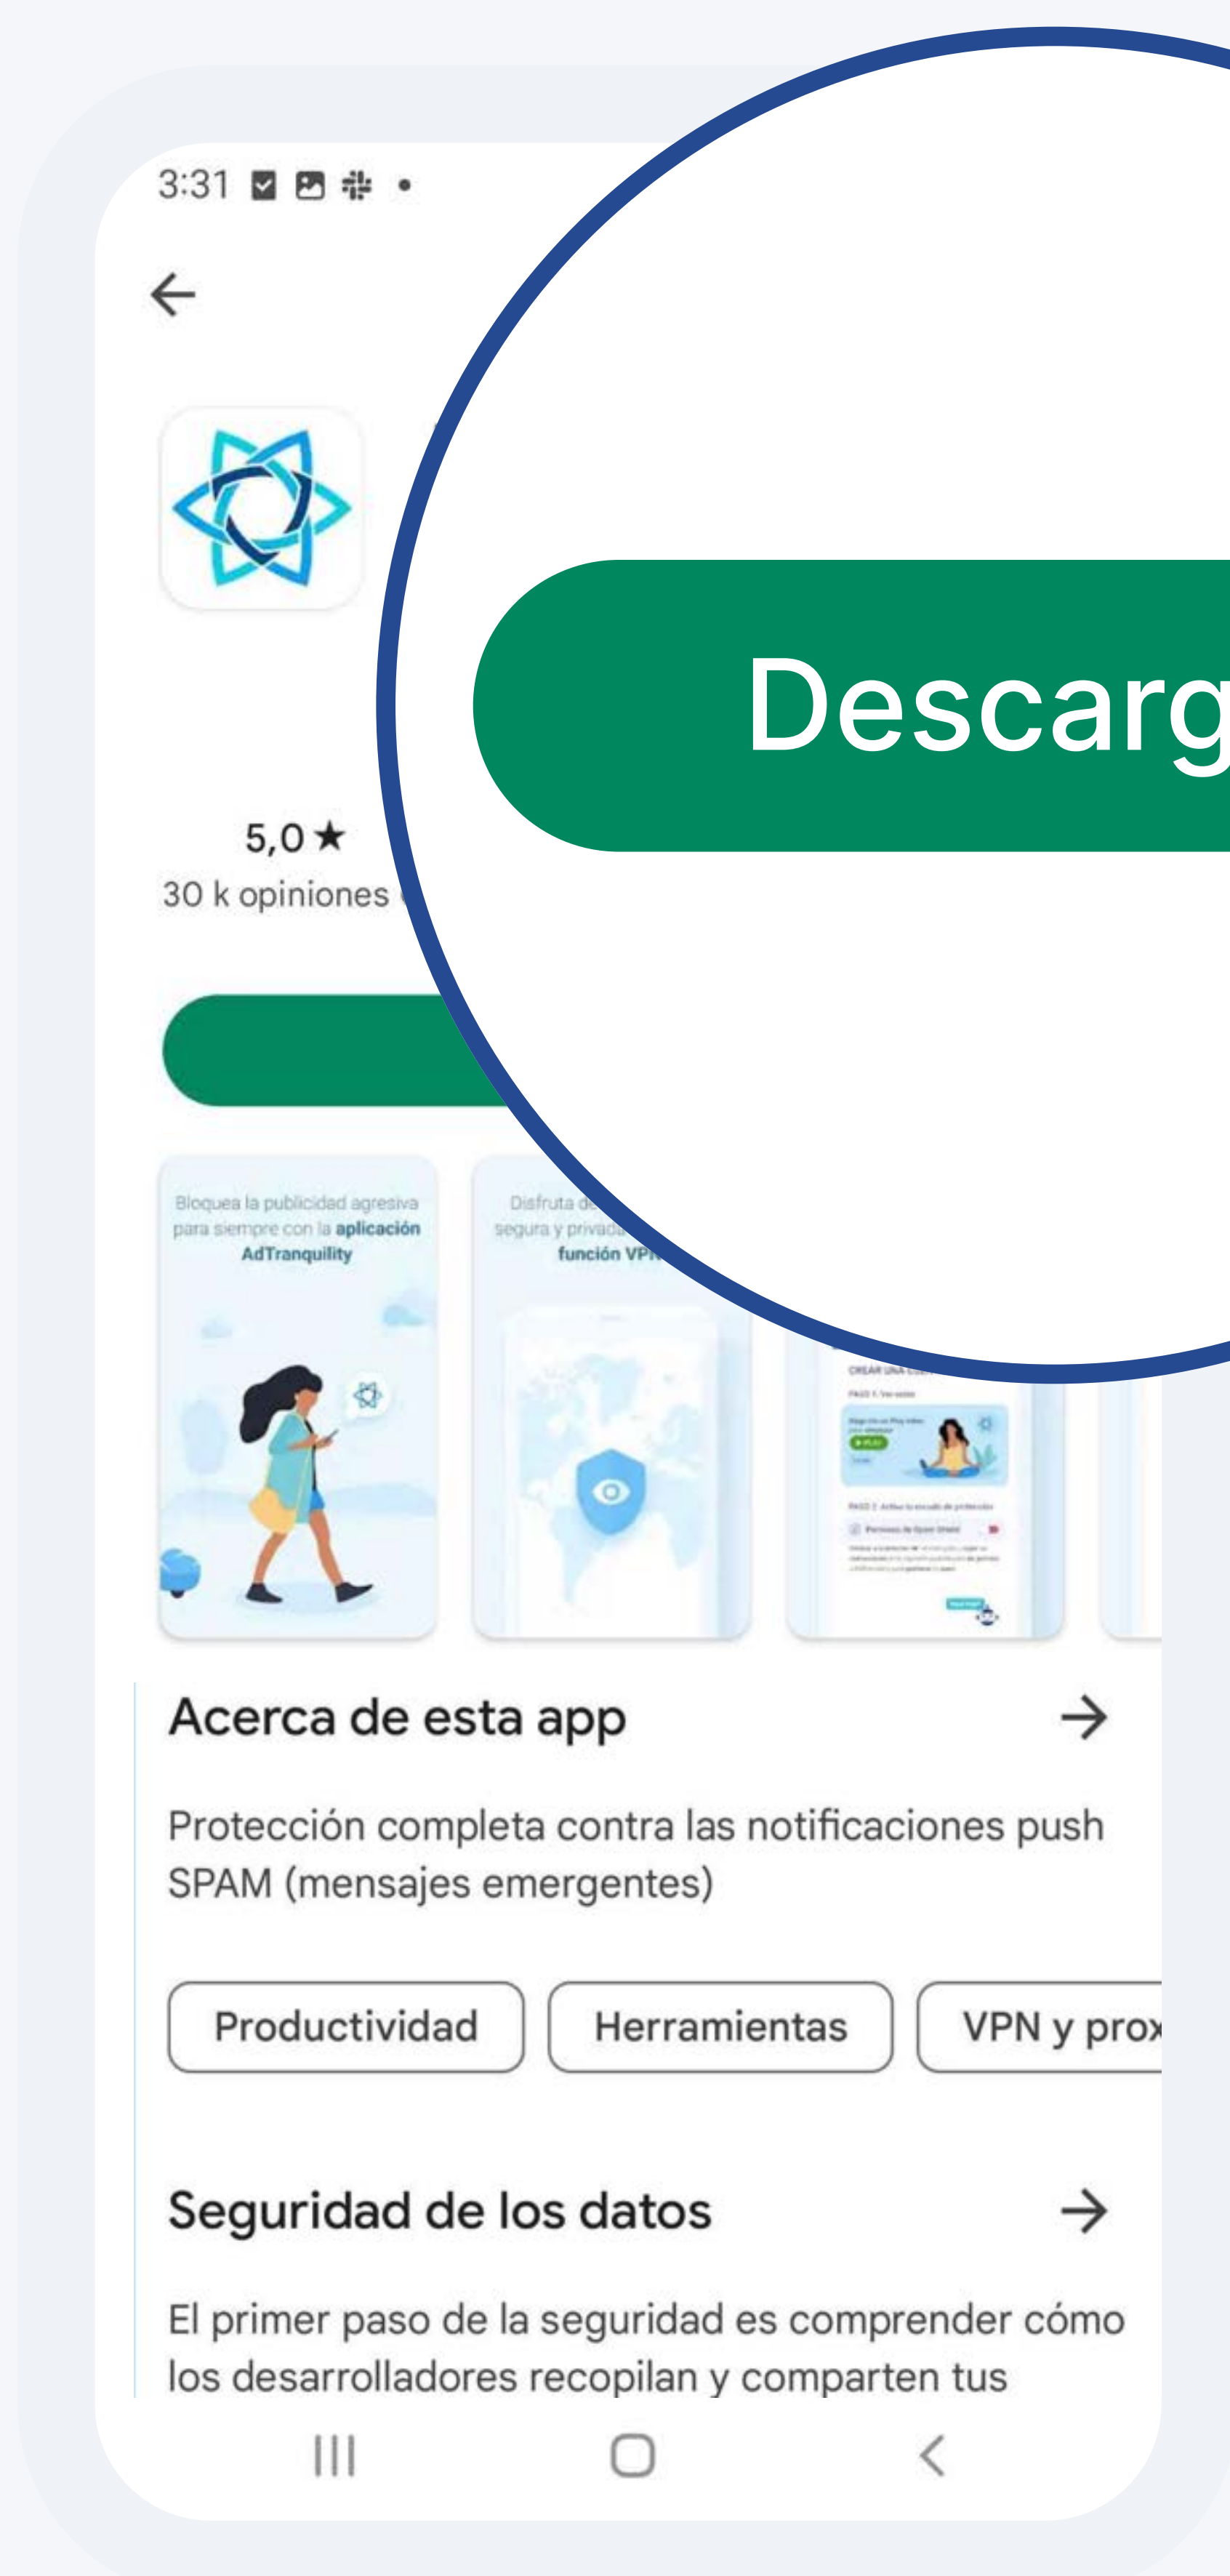 3:31
Descarg
5,0 ★
30 k opiniones
Bloquea la publicidad agresiva
para siempre con la aplicación
AdTranquility
Disfruta de
segura y privada
función VPN
CREAR UNA
Acerca de esta app
Protección completa contra las notificaciones push
SPAM (mensajes emergentes)
Productividad
Herramientas
VPN y prox
Seguridad de los datos
El primer paso de la seguridad es comprender cómo
los desarrolladores recopilan y comparten tus